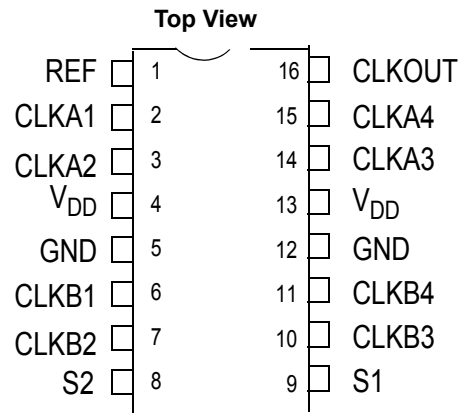 Top View
REF 1 16 CLKOUT
CLKA1 2 15 CLKA4
CLKA2 3 14 CLKA3
VDD 4 13 VDD
GND 5 12 GND
CLKB1 6 11 CLKB4
CLKB2 7 10 CLKB3
S2 8 9 S1